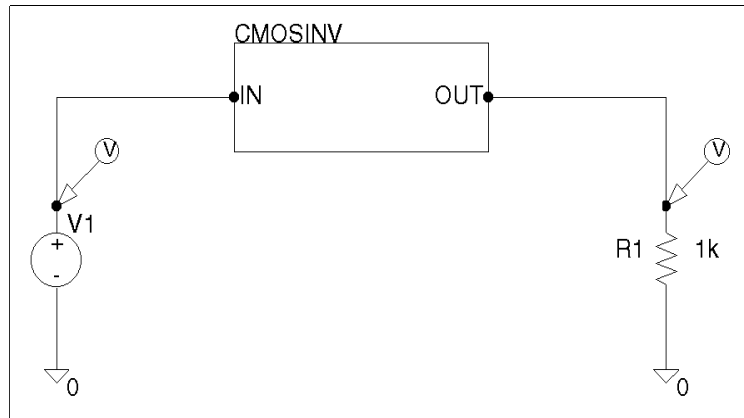 CMOSINV
IN
OUT
V
V
V1
+
-
R1
1k
0
0